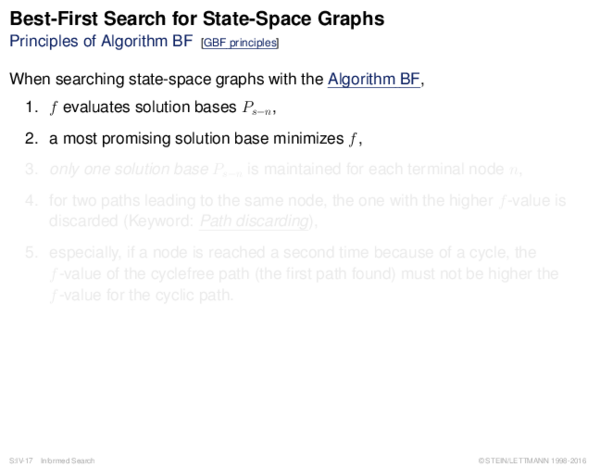 Best-First Search for State-Space Graphs
Principles of Algorithm BF [GBF principles]
When searching state-space graphs with the Algorithm BF,
1. f evaluates solution bases Pₛ₋ₙ,
2. a most promising solution base minimizes f,
3. only one solution base Pₛ₋ₙ is maintained for each terminal node n,
4. for two paths leading to the same node, the one with the higher f-value is
discarded (Keyword: Path discarding),
5. especially, if a node is reached a second time because of a cycle, the
f-value of the cyclefree path (the first path found) must not be higher the
f-value for the cyclic path.
S:IV-17 Informed Search
©STEIN/LETTMANN 1998-2016